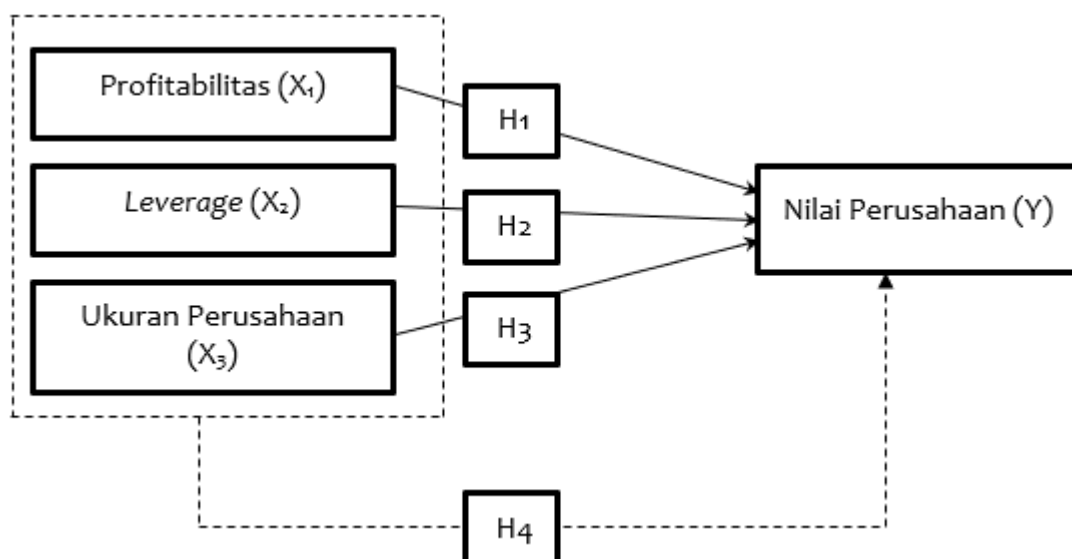 Profitabilitas (X₁)
H1
Leverage (X₂)
H2
Nilai Perusahaan (Y)
Ukuran Perusahaan
(X₃)
H3
H4